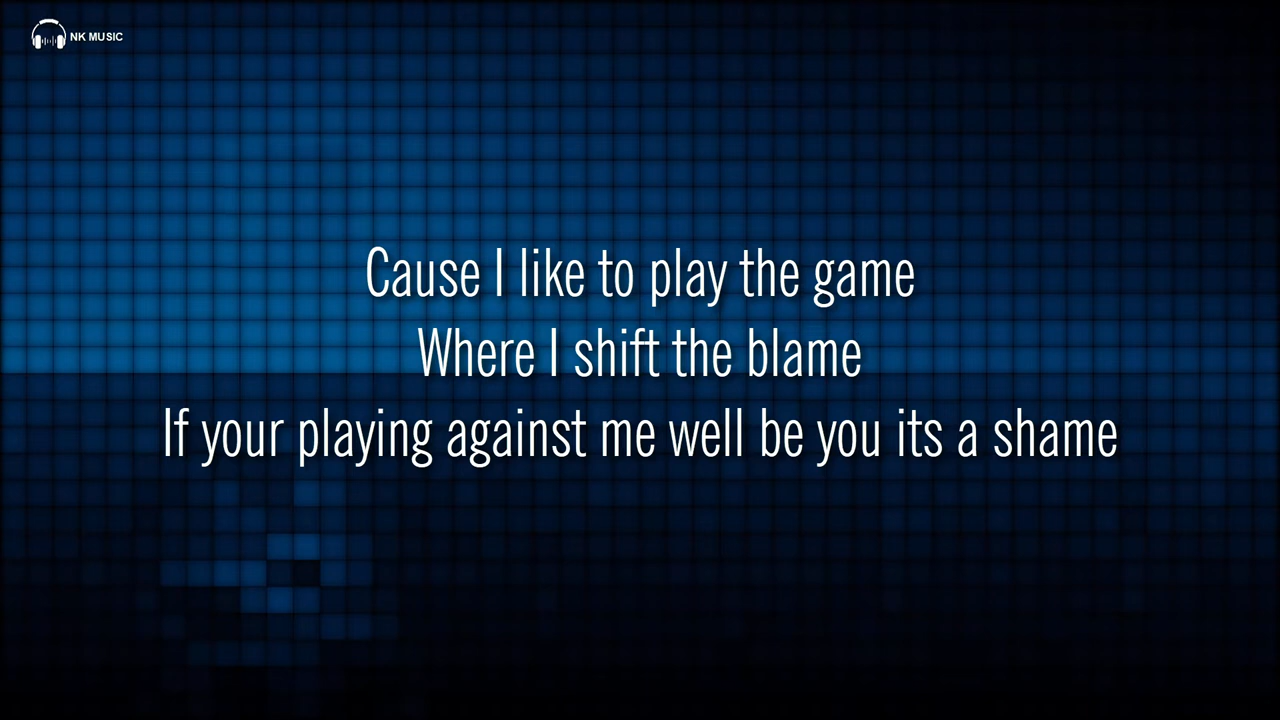 NK MUSIC
Cause I like to play the game
Where I shift the blame
If your playing against me well be you its a shame